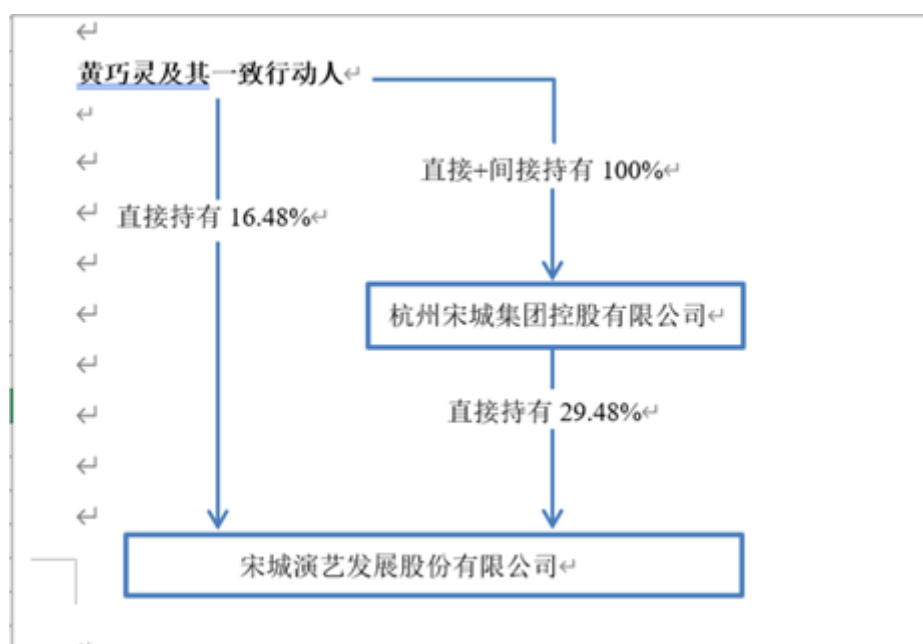 黄巧灵及其一致行动人
直接+间接持有 100%
直接持有 16.48%
杭州宋城集团控股有限公司
直接持有 29.48%
宋城演艺发展股份有限公司